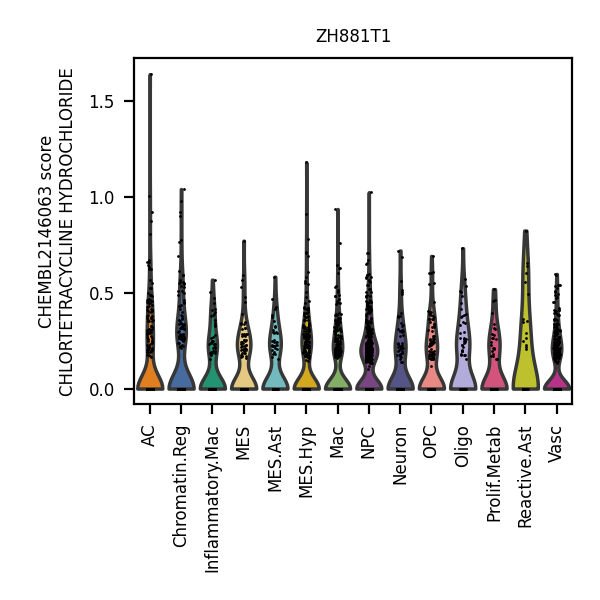 ZH881T1
CHEMBL2146063 score
CHLORTETRACYCLINE HYDROCHLORIDE
1.5
1.0
0.5
0.0
AC
Chromatin.Reg
Inflammatory.Mac
MES
MES.Ast
MES.Hyp
Mac
NPC
Neuron
OPC
Oligo
Prolif.Metab
Reactive.Ast
Vasc